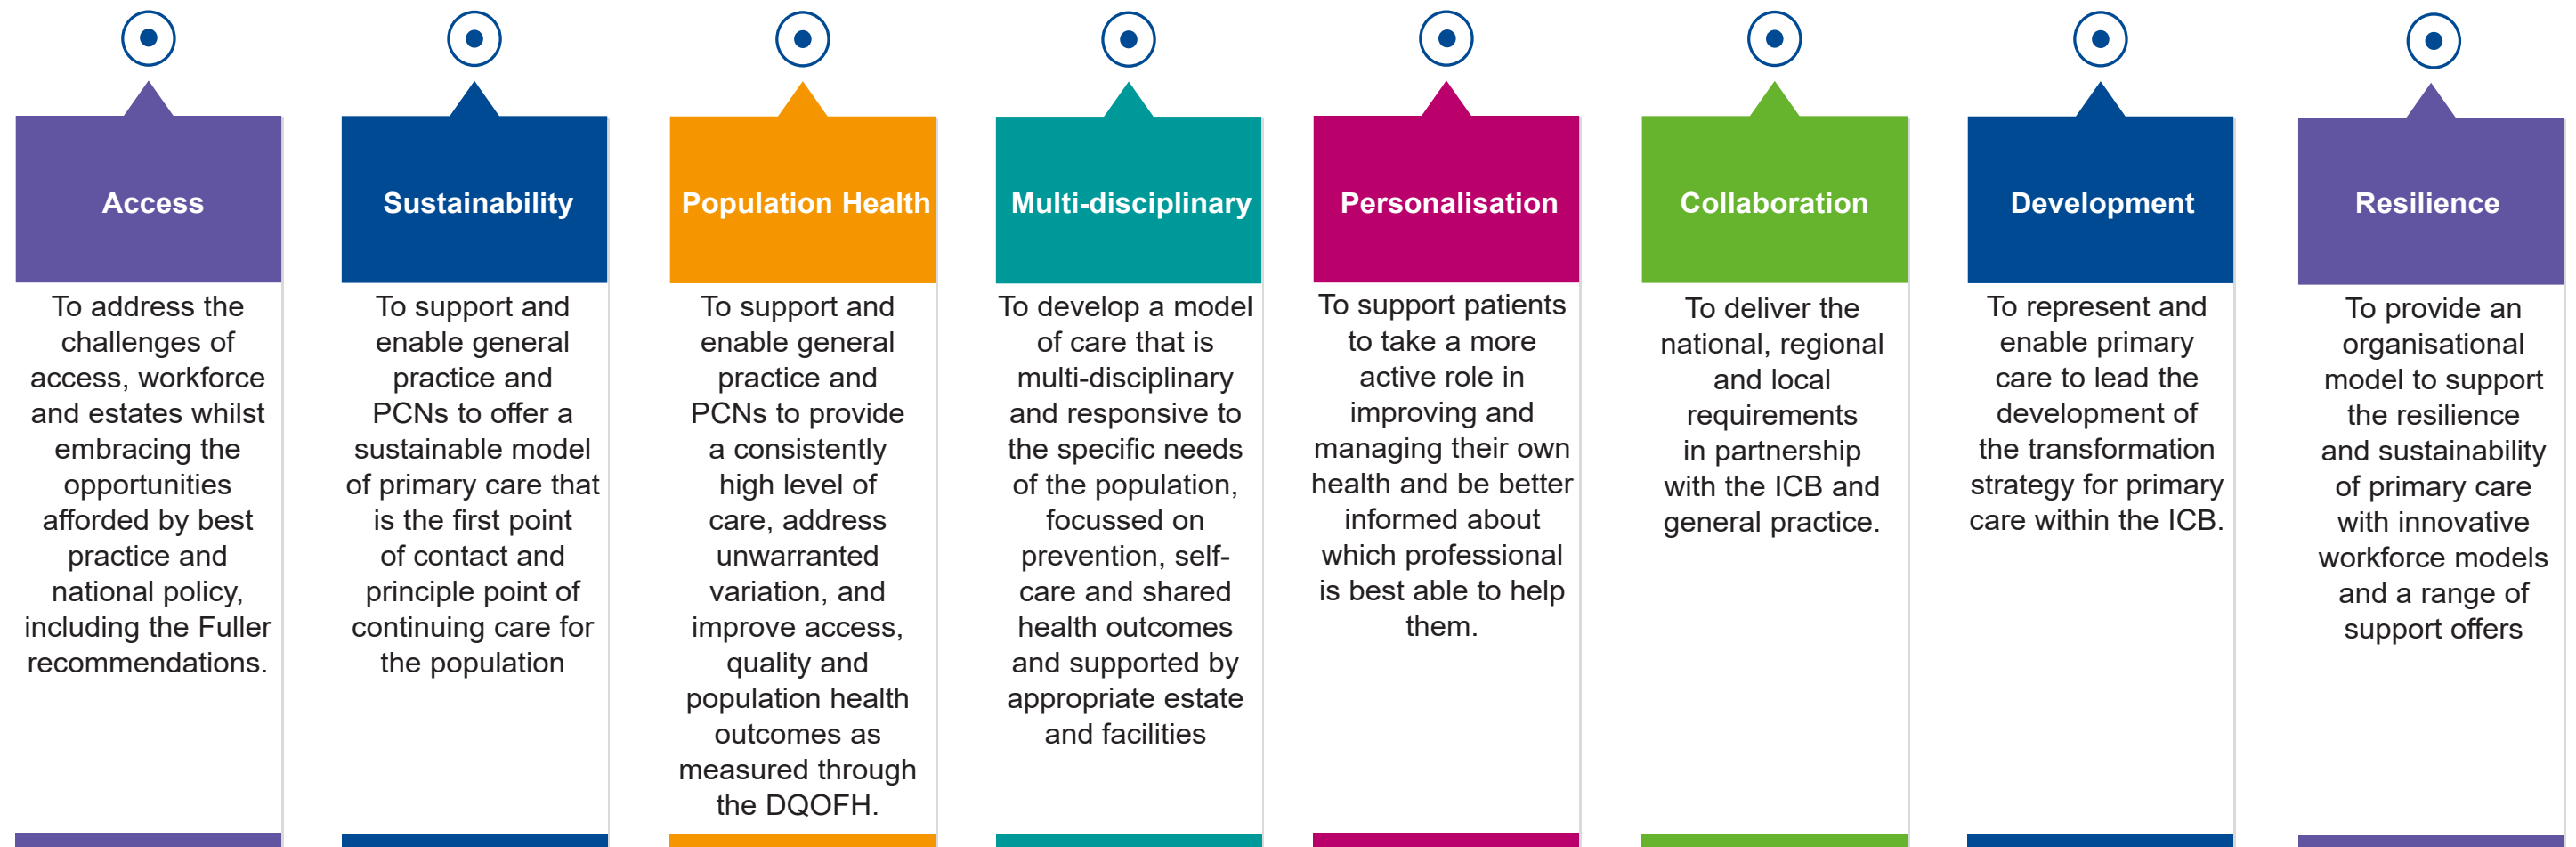 Access
To address the
challenges of
access, workforce
and estates whilst
embracing the
opportunities
afforded by best
practice and
national policy,
including the Fuller
recommendations.
Sustainability
To support and
enable general
practice and
PCNs to offer a
sustainable model
of primary care that
is the first point
of contact and
principle point of
continuing care for
the population
Population Health
To support and
enable general
practice and
PCNs to provide
a consistently
high level of
care, address
unwarranted
variation, and
improve access,
quality and
population health
outcomes as
measured through
the DQOFH.
Multi-disciplinary
To develop a model
of care that is
multi-disciplinary
and responsive to
the specific needs
of the population,
focussed on
prevention, self-
care and shared
health outcomes
and supported by
appropriate estate
and facilities
Personalisation
To support patients
to take a more
active role in
improving and
managing their own
health and be better
informed about
which professional
is best able to help
them.
Collaboration
To deliver the
national, regional
and local
requirements
in partnership
with the ICB and
general practice.
Development
To represent and
enable primary
care to lead the
development of
the transformation
strategy for primary
care within the ICB.
Resilience
To provide an
organisational
model to support
the resilience
and sustainability
of primary care
with innovative
workforce models
and a range of
support offers